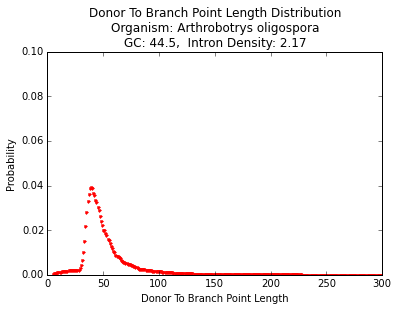 Donor To Branch Point Length Distribution
Organism: Arthrobotrys oligospora
GC: 44.5,  Intron Density: 2.17
0.10
0.08
0.06
0.04
0.02
0.00
Probability
0 50 100 150 200 250 300
Donor To Branch Point Length